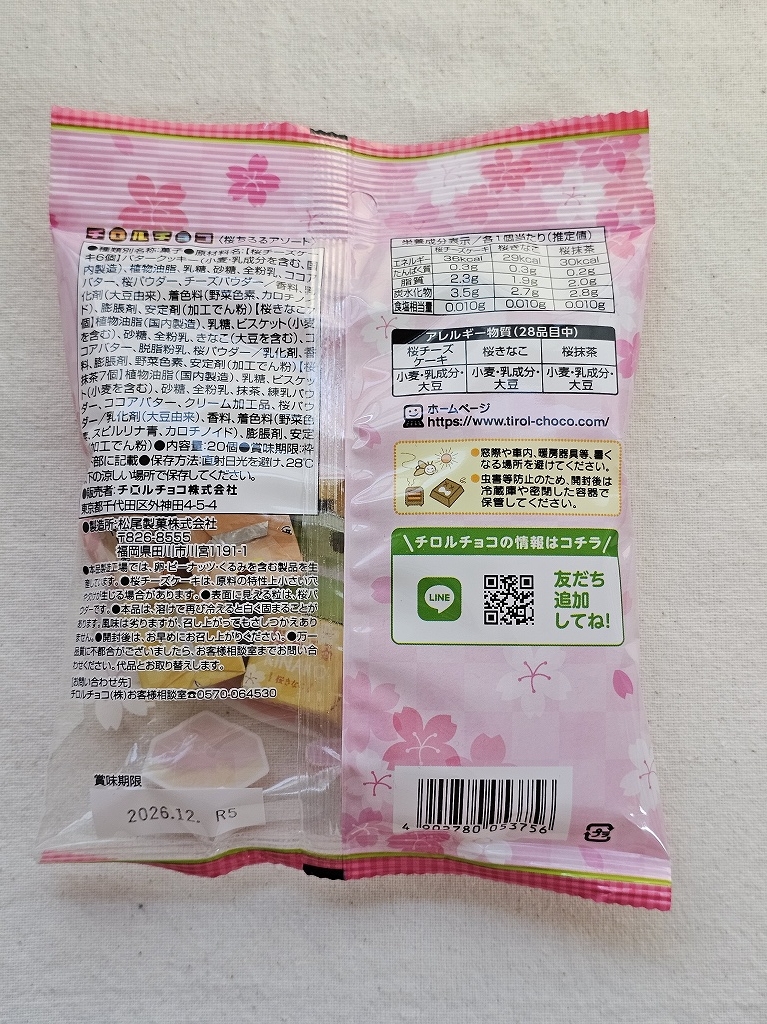 チロルチョコ〈桜ちるるアソート〉
●種類別名称:菓子●原材料名:【桜チーズケー
キ6個】バタークッキー(小麦・乳成分を含む、国
内製造)、植物油脂、乳糖、砂糖、全粉乳、ココア
バター、桜パウダー、チーズパウダー/香料、乳
化剤(大豆由来)、着色料(野菜色素、カロチノイ
ド)、膨脹剤、安定剤(加工でん粉)【桜きなこ7
個】植物油脂(国内製造)、乳糖、ビスケット(小麦
を含む)、砂糖、全粉乳、きなこ(大豆を含む)、コ
コアバター、脱脂粉乳、桜パウダー/乳化剤、香
料、膨脹剤、野菜色素、安定剤(加工でん粉)【桜
抹茶7個】植物油脂(国内製造)、乳糖、ビスケッ
ト(小麦を含む)、砂糖、全粉乳、抹茶、練乳パウ
ダー、ココアバター、クリーム加工品、桜パウ
ダー/乳化剤(大豆由来)、香料、着色料(野菜色
素、スピルリナ青、カロチノイド)、膨脹剤、安定
(加工でん粉)●内容量:20個●賞味期限:枠
部に記載●保存方法:直射日光を避け、28℃
下の涼しい場所で保存してください。
●販売者:チロルチョコ株式会社
東京都千代田区外神田4-5-4
●製造所:松尾製菓株式会社
〒826-8555
福岡県田川市川宮1191-1
●本品製造工場では、卵・ピーナッツ・くるみを含む製品を生
産しています。●桜チーズケーキは、原料の特性上小さい穴
やカケが生じる場合があります。●表面に見える粒は、桜パ
ウダーです。●本品は、溶けて再び冷えると白く固まることが
あります。風味は劣りますが、召し上がってもさしつかえあり
ません。●開封後は、お早めにお召し上がりください。●万一
品質に不都合がございましたら、お客様相談室までお問い合
わせください。代品とお取り替えします。
[お問い合わせ先]
チロルチョコ(株)お客様相談室☎0570-064530
賞味期限
2026.12. R5
栄養成分表示/各1個当たり(推定値)
桜チーズケーキ 桜きなこ 桜抹茶
エネルギー 36kcal 29kcal 30kcal
たんぱく質 0.3g 0.3g 0.2g
脂質 2.3g 1.9g 2.0g
炭水化物 3.5g 2.7g 2.8g
食塩相当量 0.010g 0.010g 0.010g
アレルギー物質(28品目中)
桜チーズケーキ 桜きなこ 桜抹茶
小麦・乳成分・大豆 小麦・乳成分・大豆 小麦・乳成分・大豆
ホームページ
https://www.tirol-choco.com/
●窓際や車内、暖房器具等、暑く
なる場所を避けてください。
●虫害等防止のため、開封後は
冷蔵庫や密閉した容器で
保管してください。
\チロルチョコの情報はコチラ/
LINE
友だち
追加
してね!
4 902780 053756
プラ